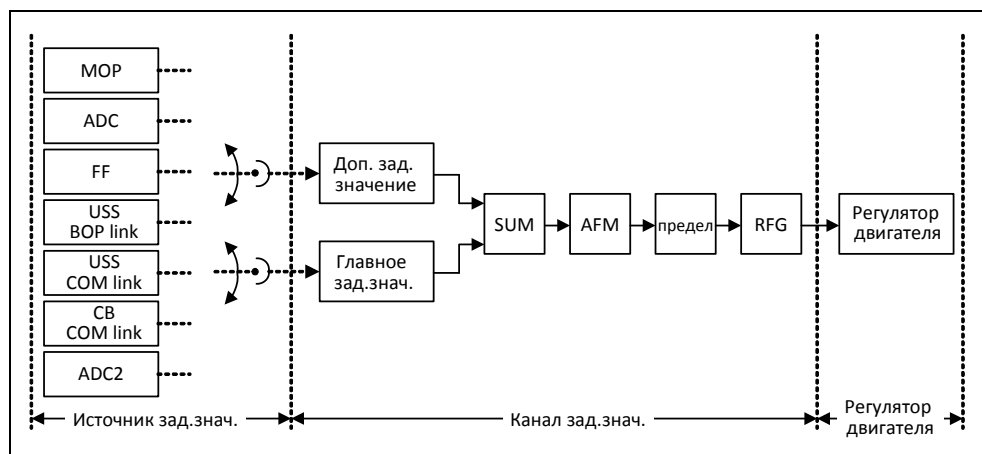 MOP
ADC
FF
USS
BOP link
USS
COM link
CB
COM link
ADC2
Доп. зад.
значение
Главное
зад.знач.
SUM
AFM
предел
RFG
Регулятор
двигателя
Источник зад.знач.
Канал зад.знач.
Регулятор
двигателя